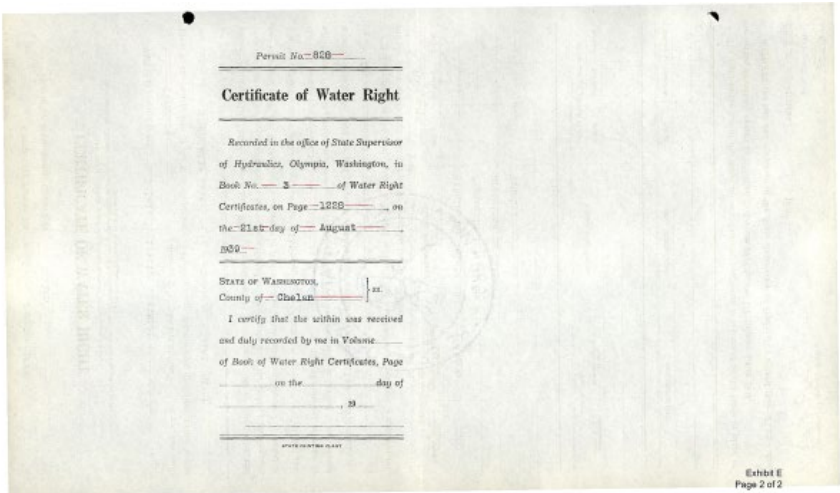 Permit No. 828
Certificate of Water Right
Recorded in the office of State Supervisor
of Hydraulics, Olympia, Washington, in
Book No. 3 of Water Right
Certificates, on Page 1228, on
the 21st day of August,
1939
STATE OF WASHINGTON,
County of Chelan } ss.
I certify that the within was received
and duly recorded by me in Volume
of Book of Water Right Certificates, Page
on the day of
, 19
STATE PRINTING PLANT
Exhibit E
Page 2 of 2